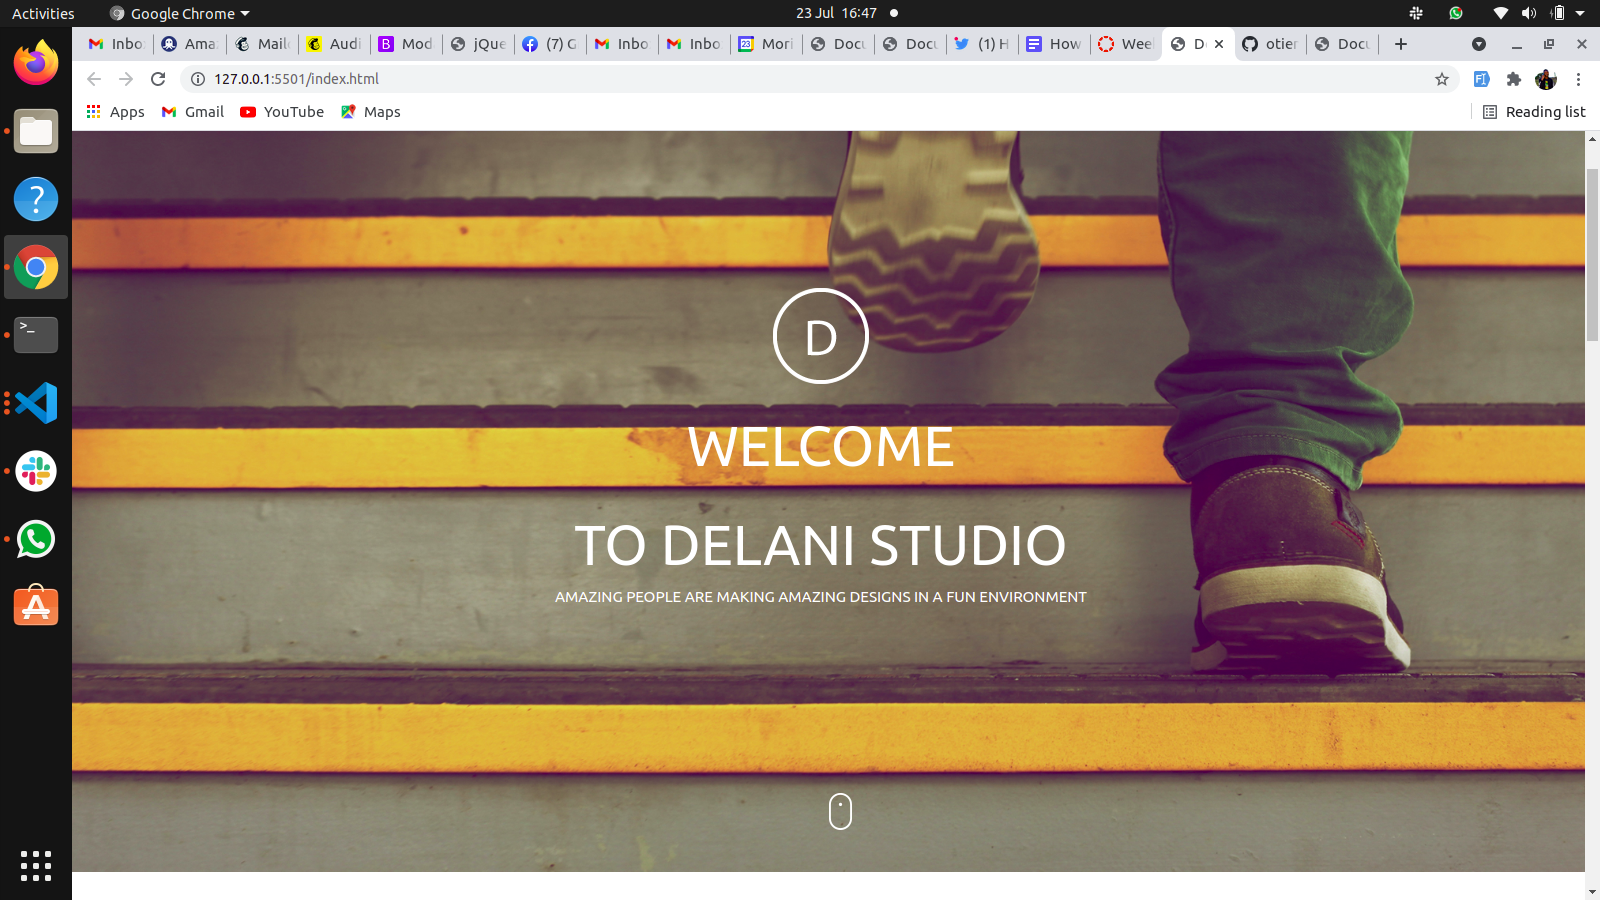 Activities Google Chrome 23 Jul 16:47
Inbo Ama Mail Audi Mod jQue (7) G Inbo Inbo 23 Mori Docu Docu (1) H How Wee D otier Docu
127.0.0.1:5501/index.html
Apps Gmail YouTube Maps Reading list
D
WELCOME
TO DELANI STUDIO
AMAZING PEOPLE ARE MAKING AMAZING DESIGNS IN A FUN ENVIRONMENT